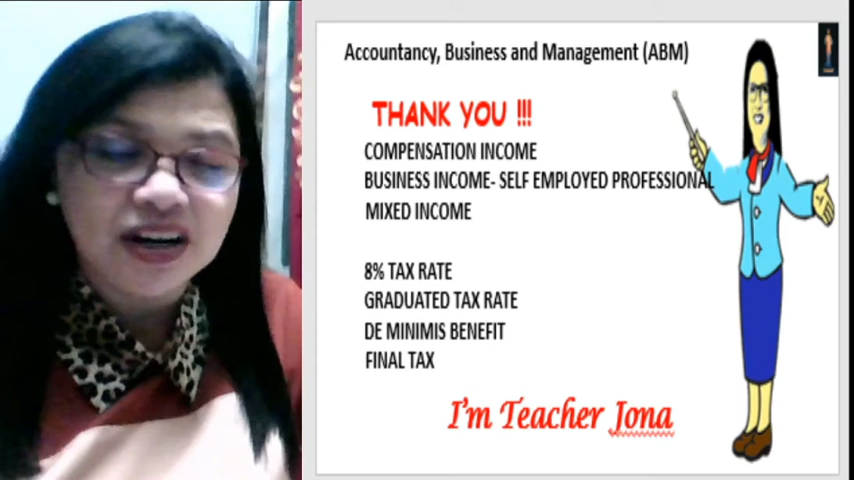 Accountancy, Business and Management (ABM)
THANK YOU !!!
COMPENSATION INCOME
BUSINESS INCOME- SELF EMPLOYED PROFESSIONAL
MIXED INCOME
8% TAX RATE
GRADUATED TAX RATE
DE MINIMIS BENEFIT
FINAL TAX
I'm Teacher Jona